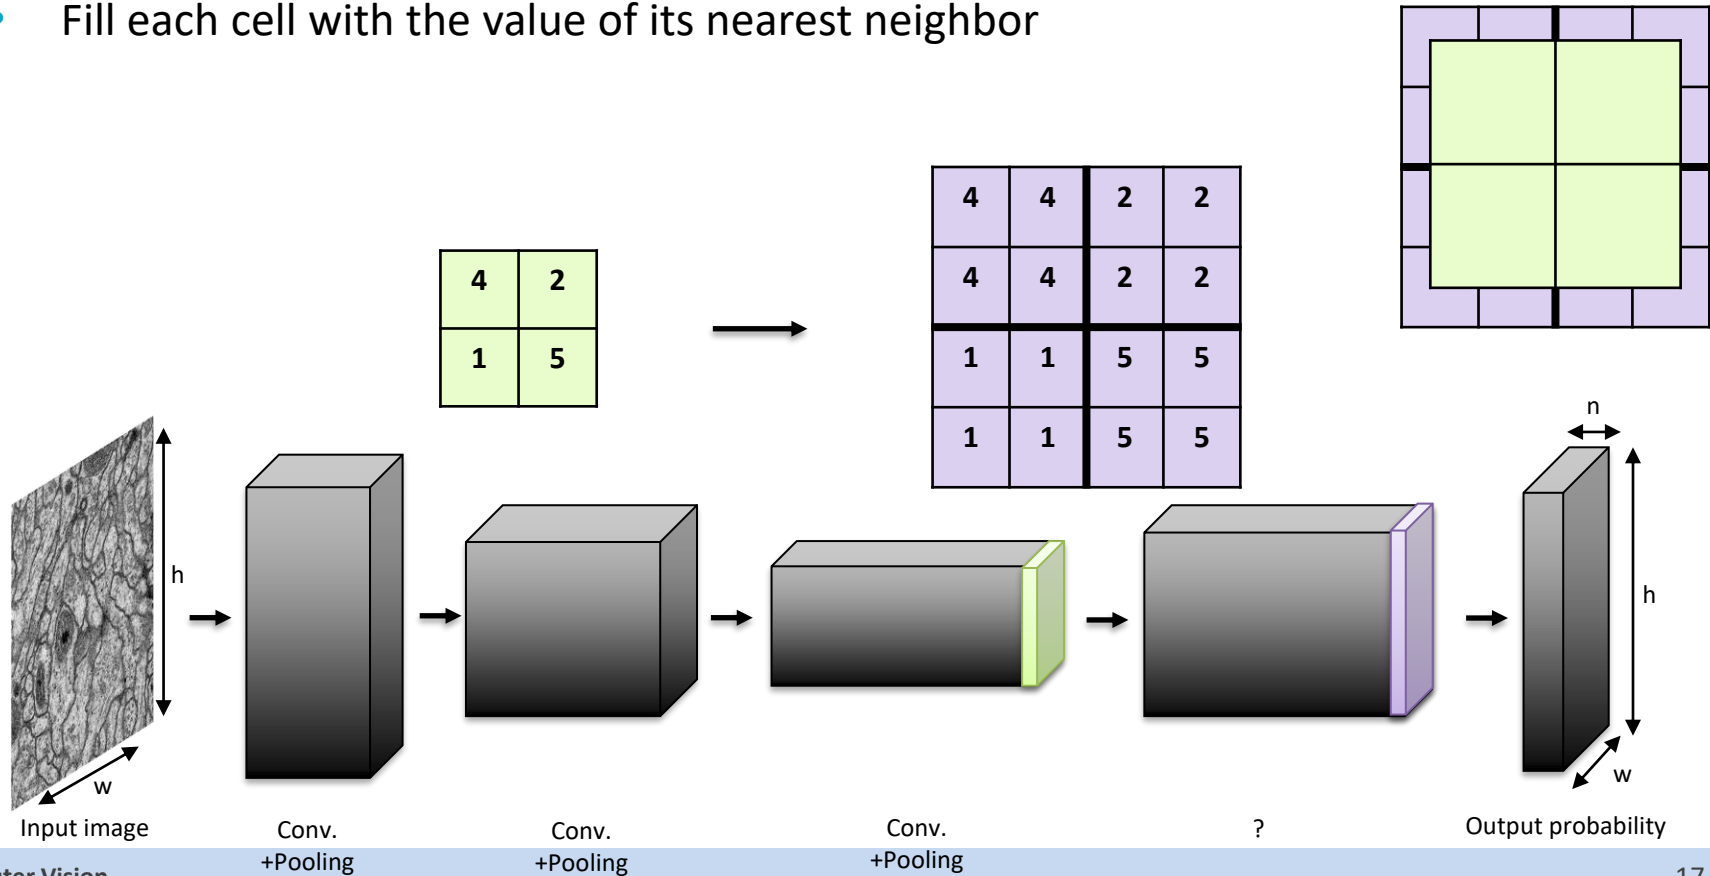 Fill each cell with the value of its nearest neighbor
4 2
1 5
4 4 2 2
4 4 2 2
1 1 5 5
1 1 5 5
h
w
n
h
w
Input image
Conv.
+Pooling
Conv.
+Pooling
Conv.
+Pooling
?
Output probability
Vision
17